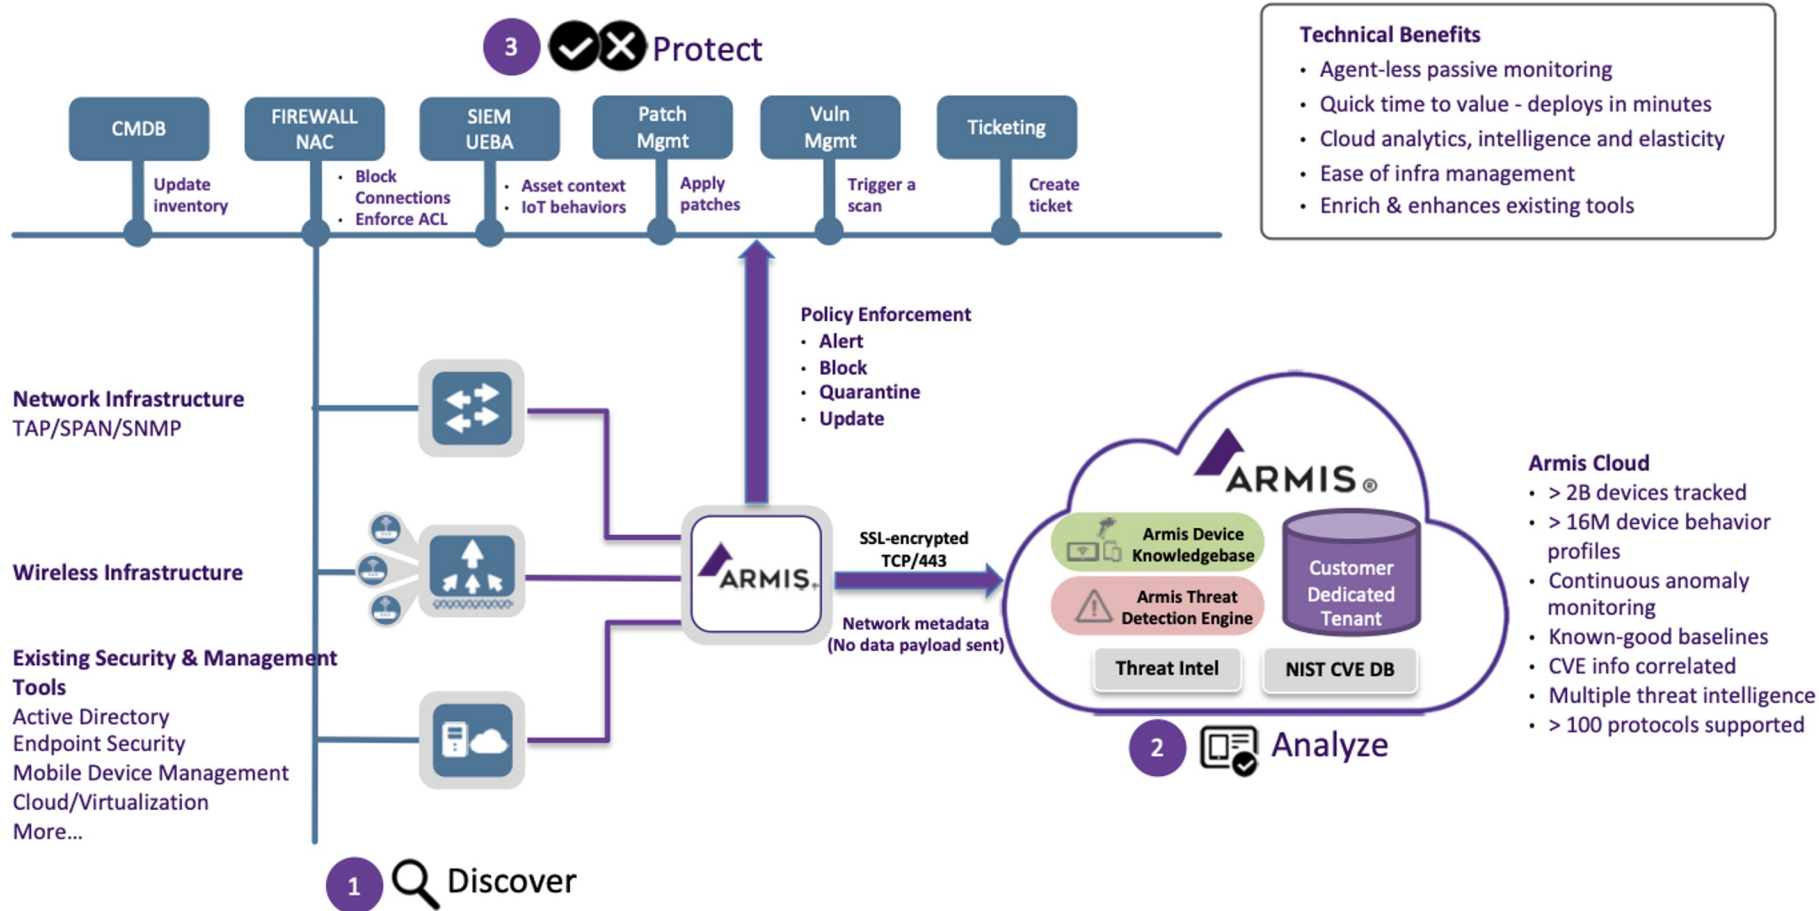 3 Protect
CMDB
FIREWALL
NAC
SIEM
UEBA
Patch
Mgmt
Vuln
Mgmt
Ticketing
Update
inventory
· Block
Connections
· Enforce ACL
· Asset context
· IoT behaviors
Apply
patches
Trigger a
scan
Create
ticket
Technical Benefits
· Agent-less passive monitoring
· Quick time to value - deploys in minutes
· Cloud analytics, intelligence and elasticity
· Ease of infra management
· Enrich & enhances existing tools
Policy Enforcement
· Alert
· Block
· Quarantine
· Update
Network Infrastructure
TAP/SPAN/SNMP
Wireless Infrastructure
Existing Security & Management
Tools
Active Directory
Endpoint Security
Mobile Device Management
Cloud/Virtualization
More...
1 Discover
ARMIS.
SSL-encrypted
TCP/443
Network metadata
(No data payload sent)
ARMIS®
Armis Device
Knowledgebase
Armis Threat
Detection Engine
Customer
Dedicated
Tenant
Threat Intel
NIST CVE DB
2 Analyze
Armis Cloud
· > 2B devices tracked
· > 16M device behavior
profiles
· Continuous anomaly
monitoring
· Known-good baselines
· CVE info correlated
· Multiple threat intelligence
· > 100 protocols supported